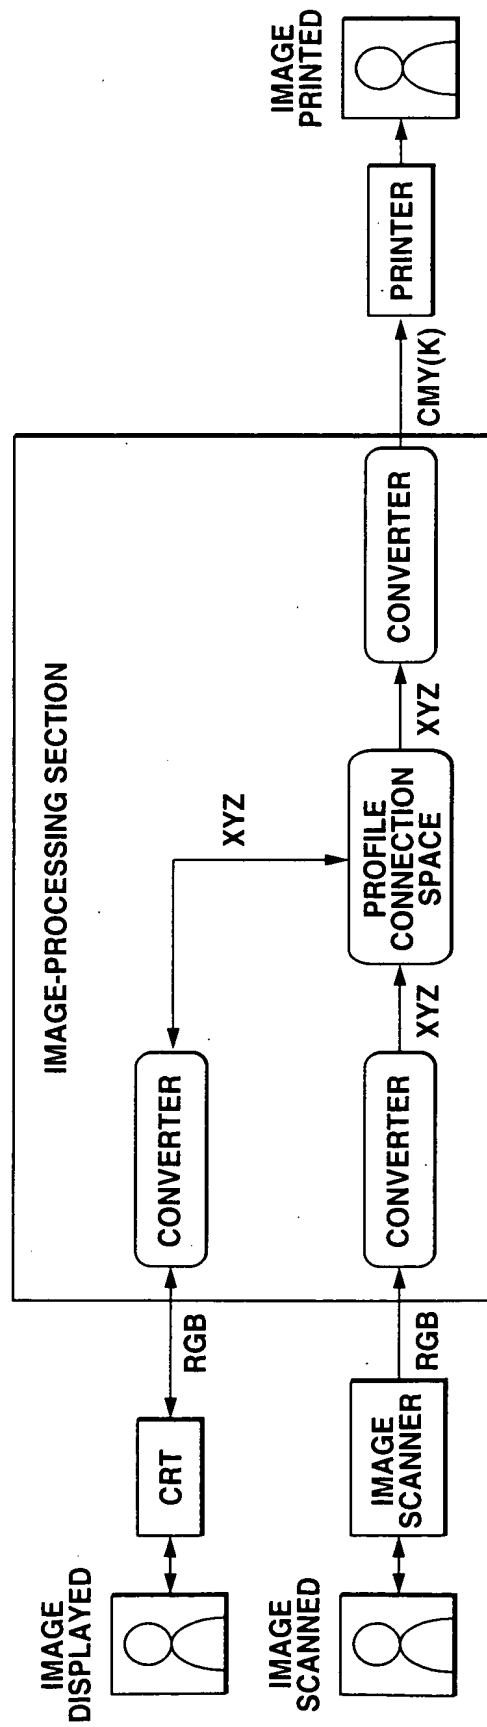 IMAGE
DISPLAYED
CRT
RGB
CONVERTER
IMAGE-PROCESSING SECTION
XYZ
IMAGE
SCANNED
IMAGE
SCANNER
RGB
CONVERTER
XYZ
PROFILE
CONNECTION
SPACE
XYZ
CONVERTER
CMY(K)
PRINTER
IMAGE
PRINTED